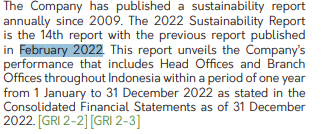 The Company has published a sustainability report
annually since 2009. The 2022 Sustainability Report
is the 14th report with the previous report published
in February 2022. This report unveils the Company's
performance that includes Head Offices and Branch
Offices throughout Indonesia within a period of one year
from 1 January to 31 December 2022 as stated in the
Consolidated Financial Statements as of 31 December
2022. [GRI 2-2] [GRI 2-3]